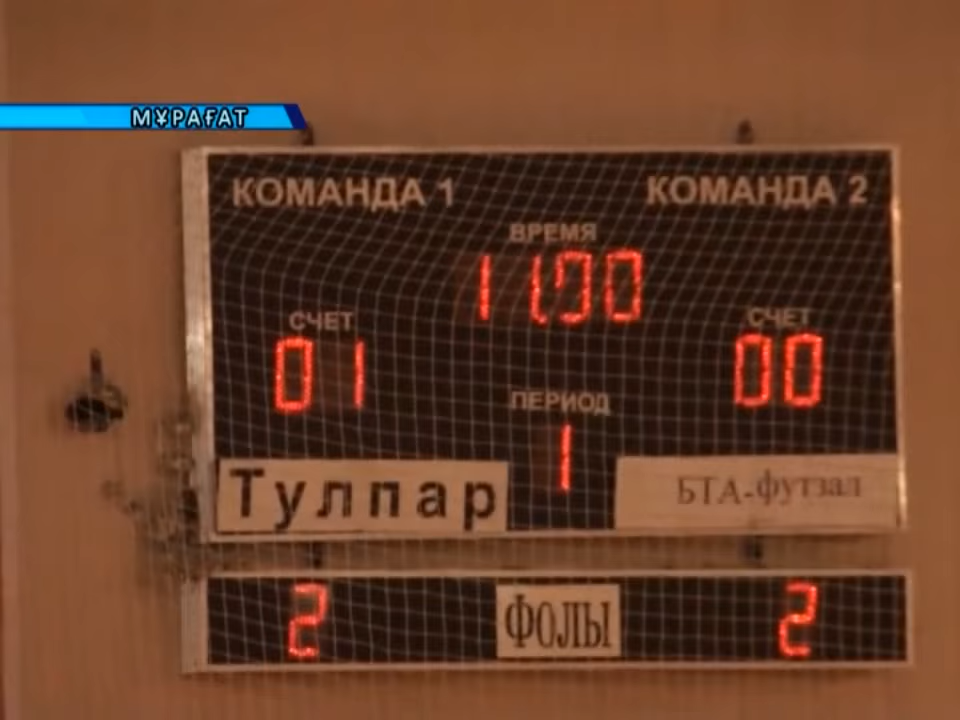 МҰРАҒАТ
КОМАНДА 1 КОМАНДА 2
ВРЕМЯ
11:00
СЧЕТ СЧЕТ
01 00
ПЕРИОД
1
Тулпар БТА-футзал
2 ФОЛЫ 2